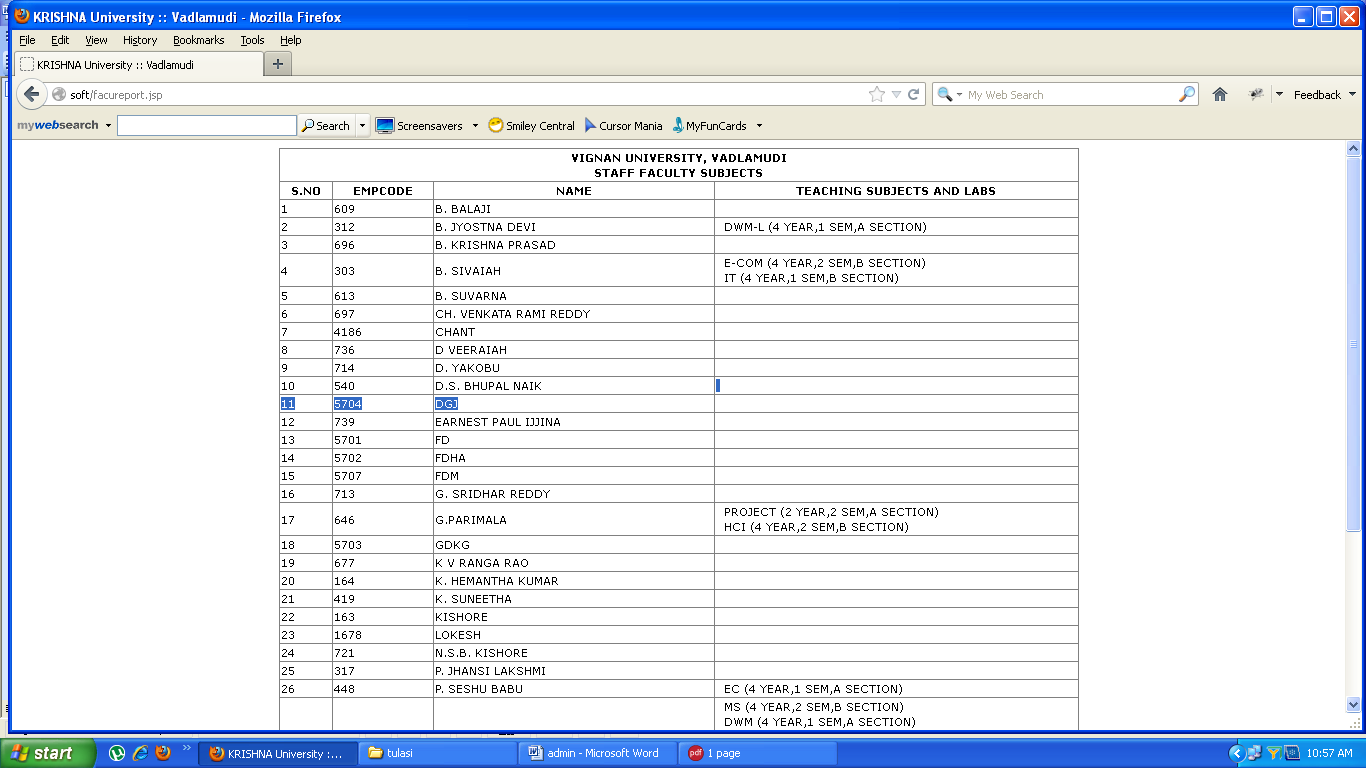 KRISHNA University :: Vadlamudi - Mozilla Firefox
File Edit View History Bookmarks Tools Help
KRISHNA University :: Vadlamudi
soft/facureport.jsp My Web Search Feedback
mywebsearch Search Screensavers Smiley Central Cursor Mania MyFunCards
VIGNAN UNIVERSITY, VADLAMUDI
STAFF FACULTY SUBJECTS
S.NO EMPCODE NAME TEACHING SUBJECTS AND LABS
1 609 B. BALAJI
2 312 B. JYOSTNA DEVI DWM-L (4 YEAR,1 SEM,A SECTION)
3 696 B. KRISHNA PRASAD
4 303 B. SIVAIAH E-COM (4 YEAR,2 SEM,B SECTION)
IT (4 YEAR,1 SEM,B SECTION)
5 613 B. SUVARNA
6 697 CH. VENKATA RAMI REDDY
7 4186 CHANT
8 736 D VEERAIAH
9 714 D. YAKOBU
10 540 D.S. BHUPAL NAIK
11 5704 DGJ
12 739 EARNEST PAUL IJJINA
13 5701 FD
14 5702 FDHA
15 5707 FDM
16 713 G. SRIDHAR REDDY
17 646 G.PARIMALA PROJECT (2 YEAR,2 SEM,A SECTION)
HCI (4 YEAR,2 SEM,B SECTION)
18 5703 GDKG
19 677 K V RANGA RAO
20 164 K. HEMANTHA KUMAR
21 419 K. SUNEETHA
22 163 KISHORE
23 1678 LOKESH
24 721 N.S.B. KISHORE
25 317 P. JHANSI LAKSHMI
26 448 P. SESHU BABU EC (4 YEAR,1 SEM,A SECTION)
MS (4 YEAR,2 SEM,B SECTION)
DWM (4 YEAR,1 SEM,A SECTION)
start KRISHNA University :... tulasi admin - Microsoft Word pdf 1 page 10:57 AM